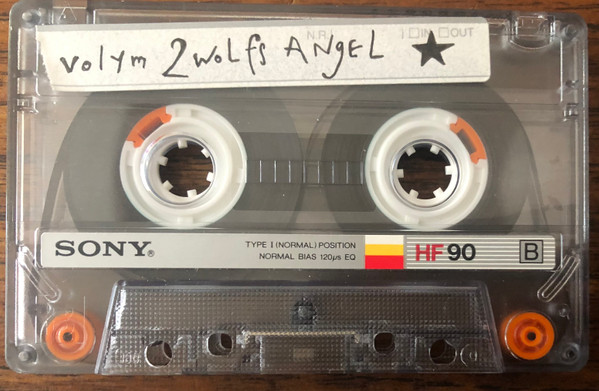 volym 2 wolfs ANgEL ★
N.R. IN OUT
SONY®
TYPE I (NORMAL) POSITION
NORMAL BIAS 120μs EQ
HF 90
B